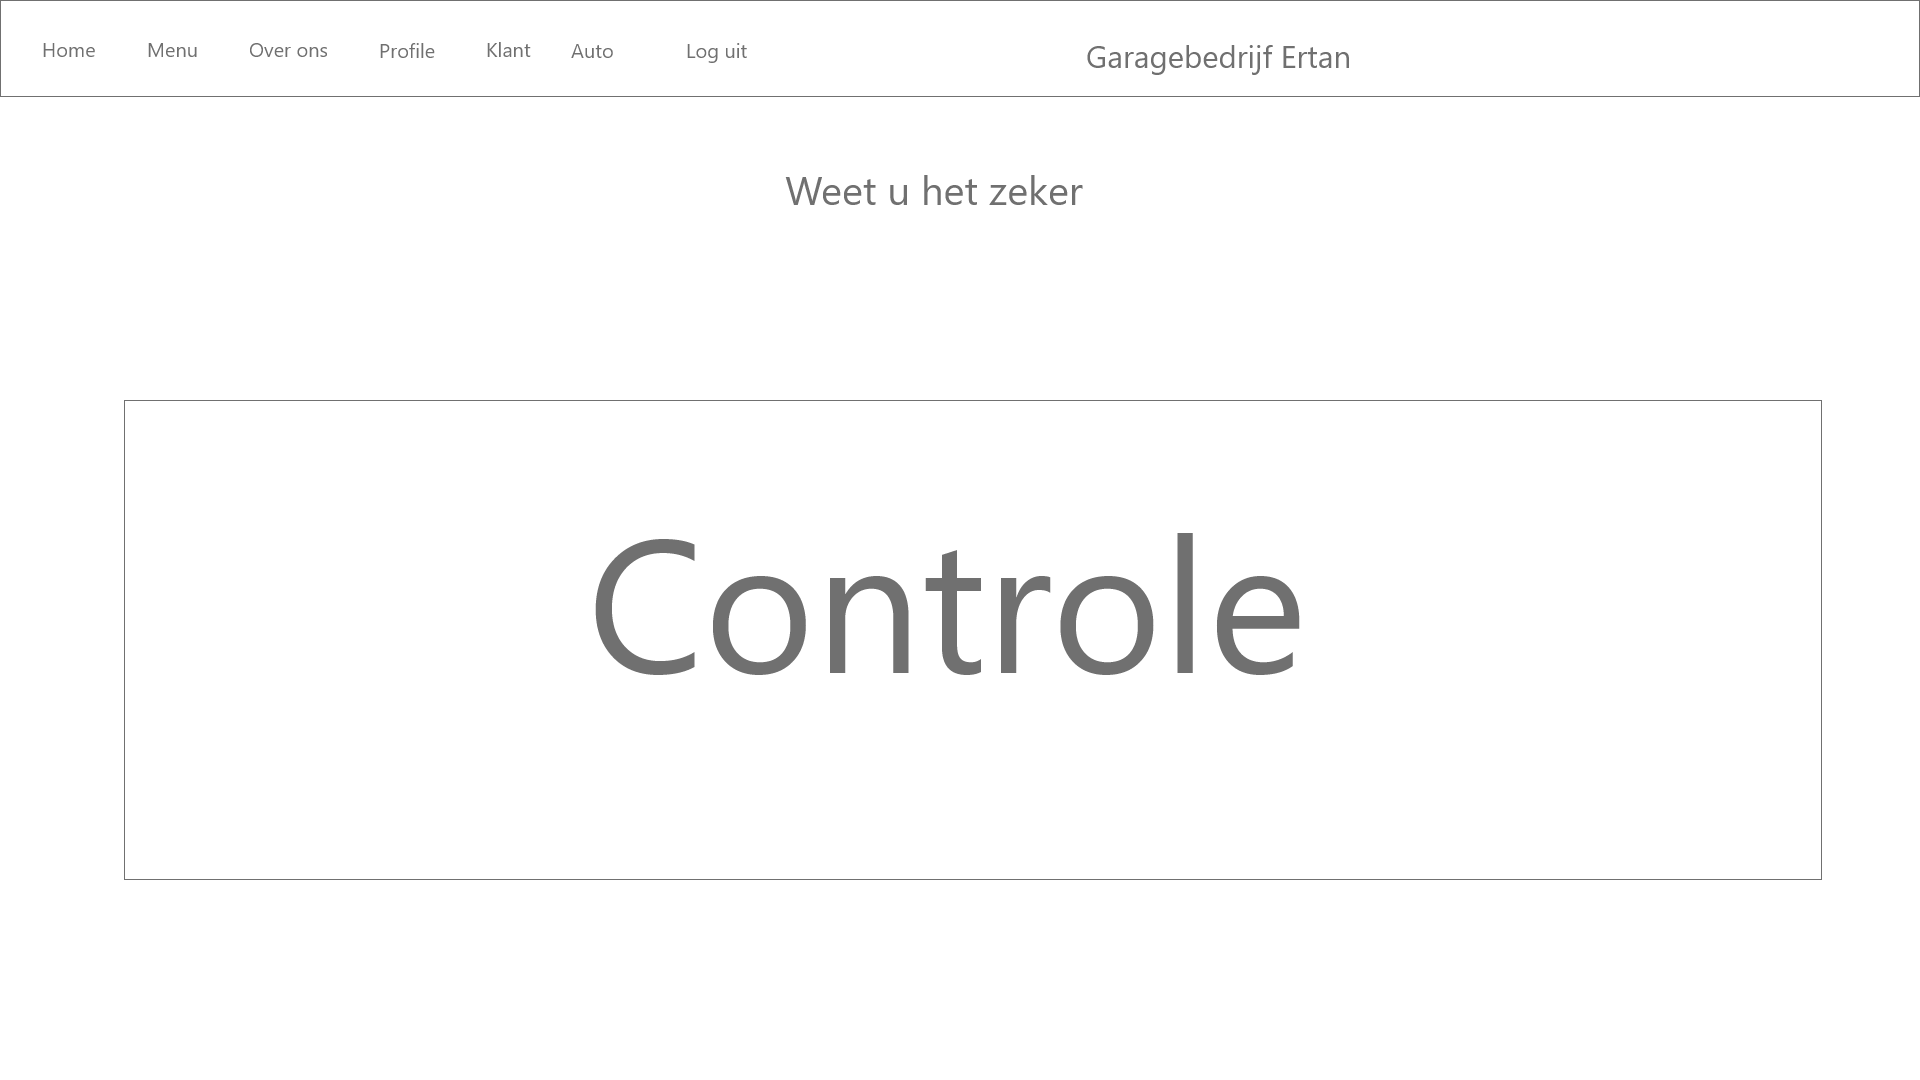 Home Menu Over ons Profile Klant Auto Log uit Garagebedrijf Ertan
Weet u het zeker
Controle